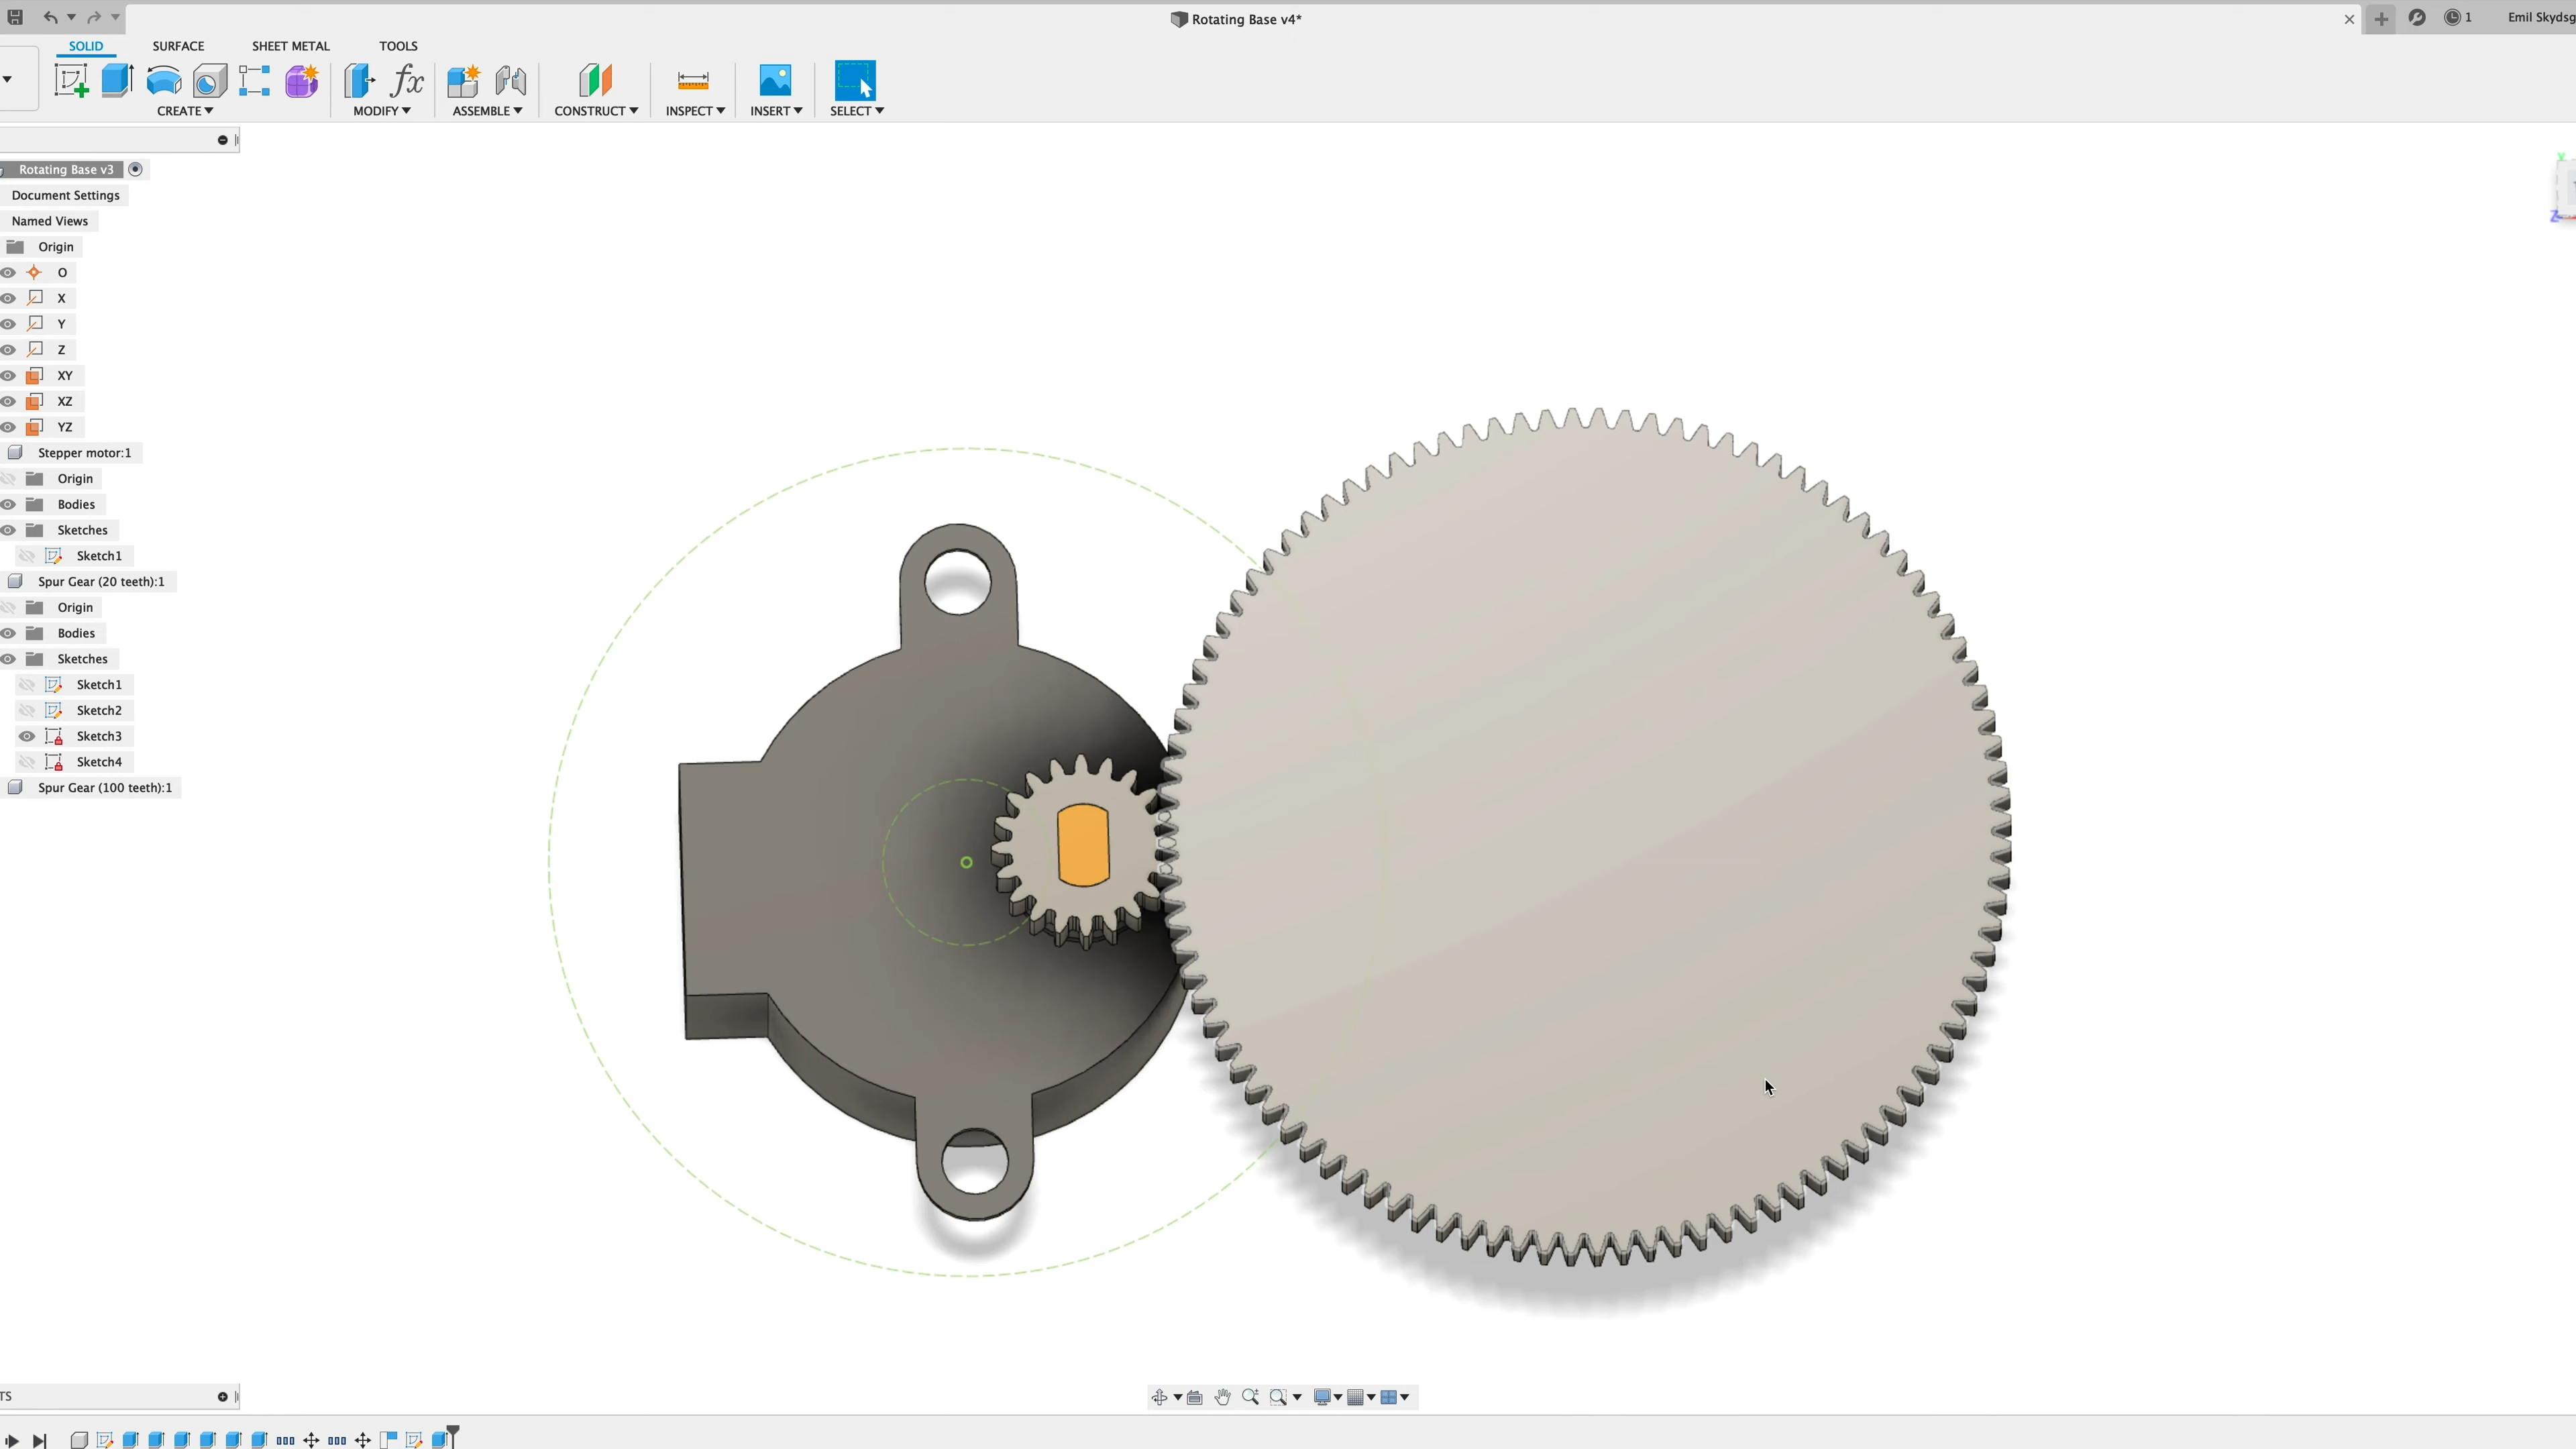 Rotating Base v4*
1
Emil Skydsg
SOLID
SURFACE
SHEET METAL
TOOLS
fx
CREATE
MODIFY
ASSEMBLE
CONSTRUCT
INSPECT
INSERT
SELECT
Rotating Base v3
Document Settings
Named Views
Origin
O
X
Y
Z
XY
XZ
YZ
Stepper motor:1
Origin
Bodies
Sketches
Sketch1
Spur Gear (20 teeth):1
Origin
Bodies
Sketches
Sketch1
Sketch2
Sketch3
Sketch4
Spur Gear (100 teeth):1
Z
TS